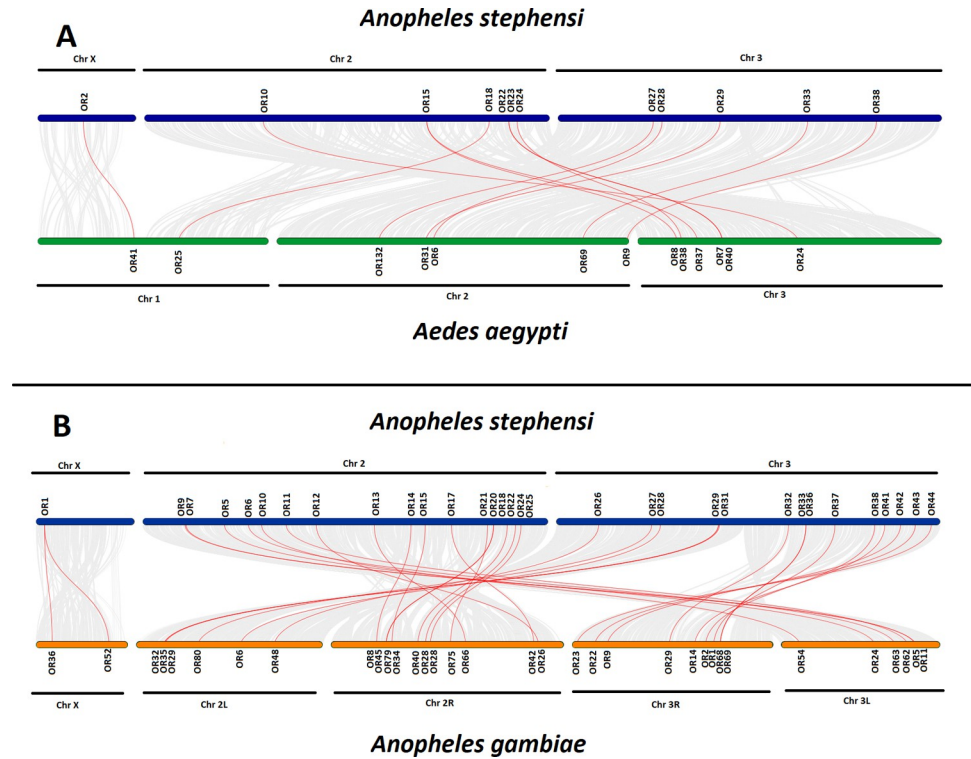 Anopheles stephensi
A
Chr X Chr 2 Chr 3
OR2 OR10 OR15 OR18 OR22 OR23 OR24 OR27 OR28 OR29 OR33 OR38
OR41 OR25 OR132 OR31 OR6 OR69 OR9 OR8 OR38 OR37 OR7 OR40 OR24
Chr 1 Chr 2 Chr 3
Aedes aegypti
B
Anopheles stephensi
Chr X Chr 2 Chr 3
OR1 OR9 OR7 OR5 OR6 OR10 OR11 OR12 OR13 OR14 OR15 OR17 OR21 OR20 OR18 OR22 OR24 OR25 OR26 OR27 OR28 OR29 OR31 OR32 OR33 OR36 OR37 OR38 OR41 OR42 OR43 OR44
OR36 OR52 OR32 OR35 OR29 OR80 OR6 OR48 OR8 OR45 OR79 OR34 OR40 OR28 OR28 OR75 OR66 OR42 OR26 OR23 OR22 OR9 OR29 OR14 OR2 OR1 OR68 OR69 OR54 OR24 OR63 OR62 OR5 OR11
Chr X Chr 2L Chr 2R Chr 3R Chr 3L
Anopheles gambiae